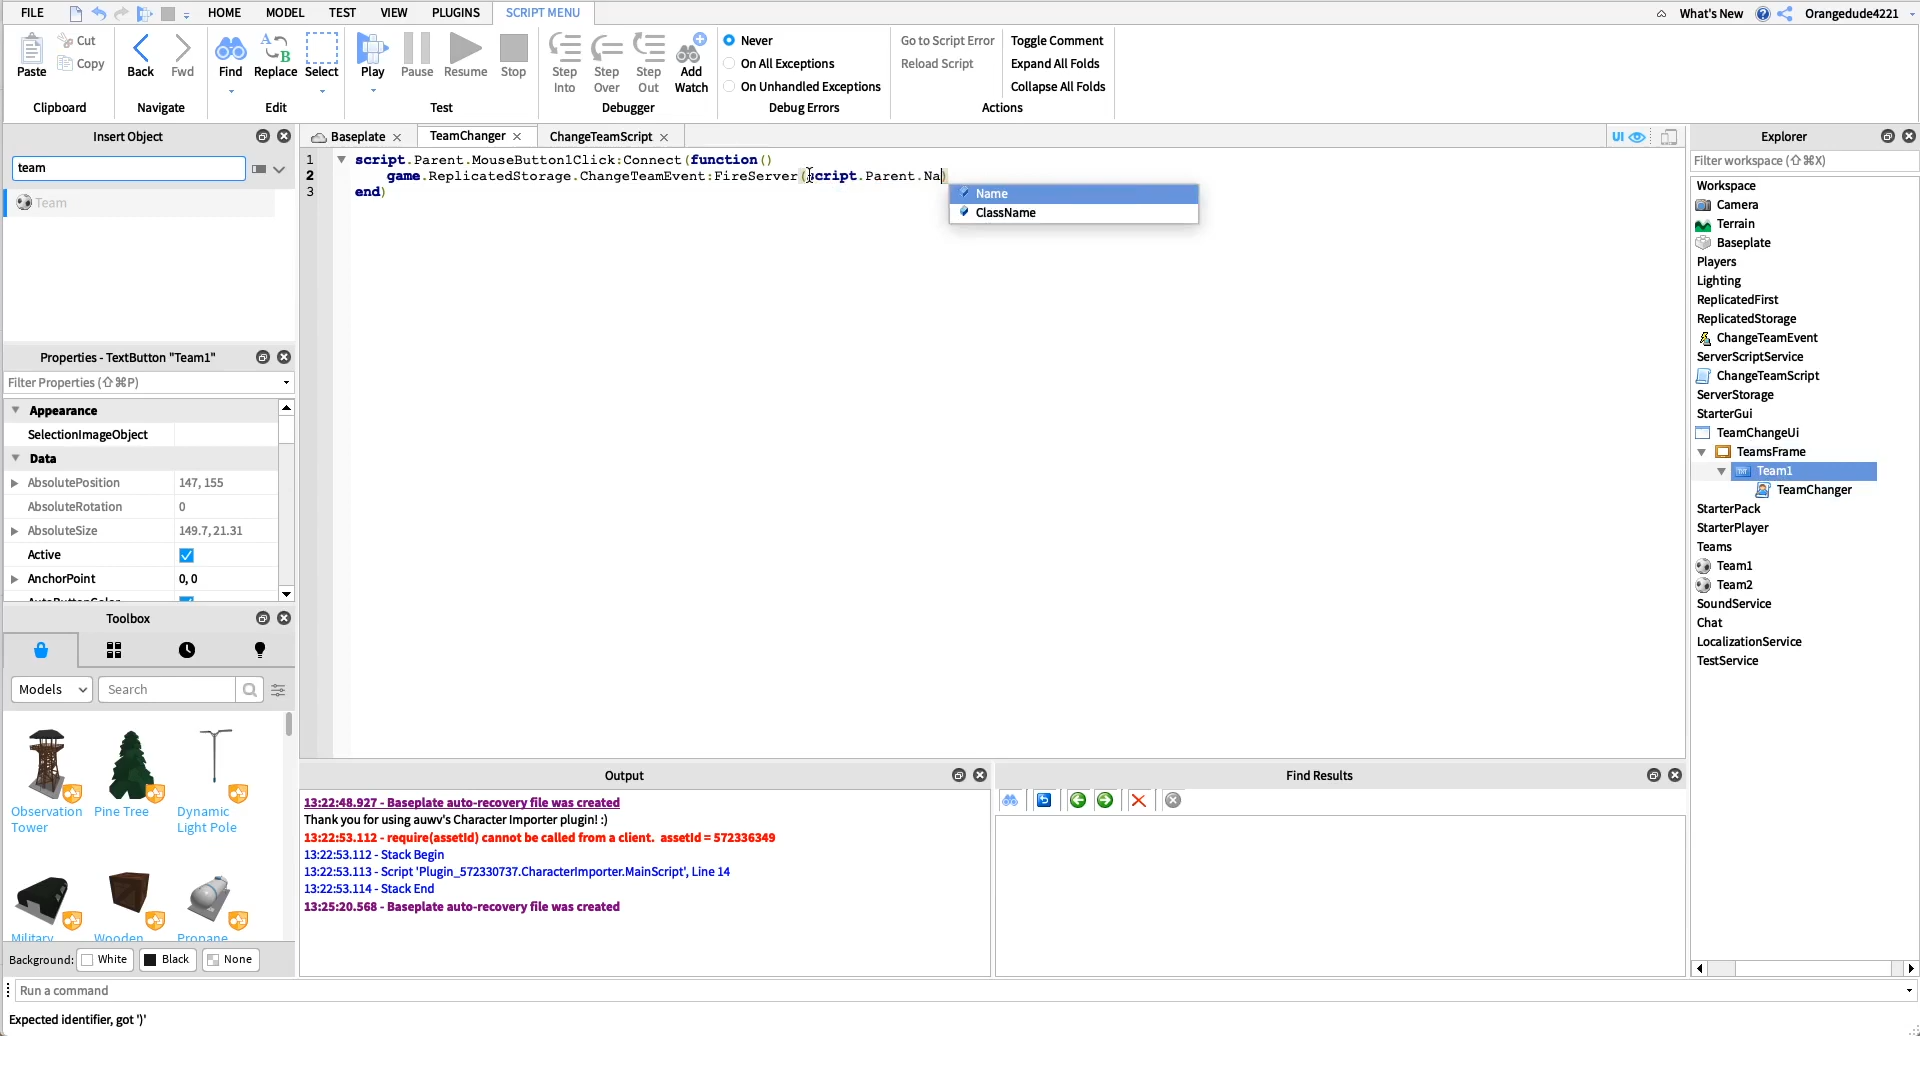 FILE HOME MODEL TEST VIEW PLUGINS SCRIPT MENU What's New Orangedude4221
Paste Cut Copy Back Fwd Find Replace Select Play Pause Resume Stop Step Into Step Over Step Out Add Watch
Never
On All Exceptions
On Unhandled Exceptions
Go to Script Error
Reload Script
Toggle Comment
Expand All Folds
Collapse All Folds
Clipboard Navigate Edit Test Debugger Debug Errors Actions
Insert Object
team
Team
Properties - TextButton "Team1"
Filter Properties (⇧⌘P)
Appearance
SelectionImageObject
Data
AbsolutePosition 147, 155
AbsoluteRotation 0
AbsoluteSize 149.7, 21.31
Active
AnchorPoint 0, 0
AutoButtonColor
Toolbox
Models Search
Observation Tower
Pine Tree
Dynamic Light Pole
Military
Wooden
Propane
Background: White Black None
Baseplate TeamChanger ChangeTeamScript UI
1 script.Parent.MouseButton1Click:Connect(function()
2 game.ReplicatedStorage.ChangeTeamEvent:FireServer(script.Parent.Na)
3 end)
Name
ClassName
Output
13:22:48.927 - Baseplate auto-recovery file was created
Thank you for using auwv's Character Importer plugin! :)
13:22:53.112 - require(assetId) cannot be called from a client. assetId = 572336349
13:22:53.112 - Stack Begin
13:22:53.113 - Script 'Plugin_572330737.CharacterImporter.MainScript', Line 14
13:22:53.114 - Stack End
13:25:20.568 - Baseplate auto-recovery file was created
Find Results
Explorer
Filter workspace (⇧⌘X)
Workspace
Camera
Terrain
Baseplate
Players
Lighting
ReplicatedFirst
ReplicatedStorage
ChangeTeamEvent
ServerScriptService
ChangeTeamScript
ServerStorage
StarterGui
TeamChangeUi
TeamsFrame
Team1
TeamChanger
StarterPack
StarterPlayer
Teams
Team1
Team2
SoundService
Chat
LocalizationService
TestService
Run a command
Expected identifier, got ')'